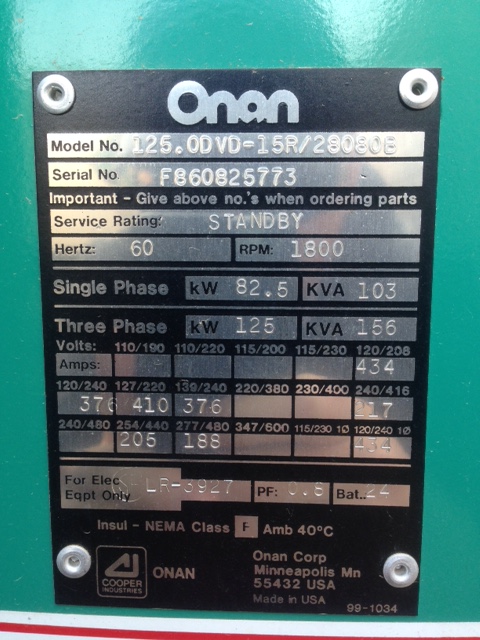 Onan
Model No. 125.0DVD-15R/28080B
Serial No. F860825773
Important - Give above no.'s when ordering parts
Service Rating: STANDBY
Hertz: 60 RPM: 1800
Single Phase kW 82.5 KVA 103
Three Phase kW 125 KVA 156
Volts: 110/190 110/220 115/200 115/230 120/208
Amps: 434
120/240 127/220 139/240 220/380 230/400 240/416
376 410 376 217
240/480 254/440 277/480 347/600 115/230 1Ø 120/240 1Ø
205 188 434
For Elec
Eqpt Only LR-3927 PF: 0.8 Bat.: 24
Insul - NEMA Class F Amb 40°C
COOPER
INDUSTRIES
ONAN
Onan Corp
Minneapolis Mn
55432 USA
Made in USA
99-1034